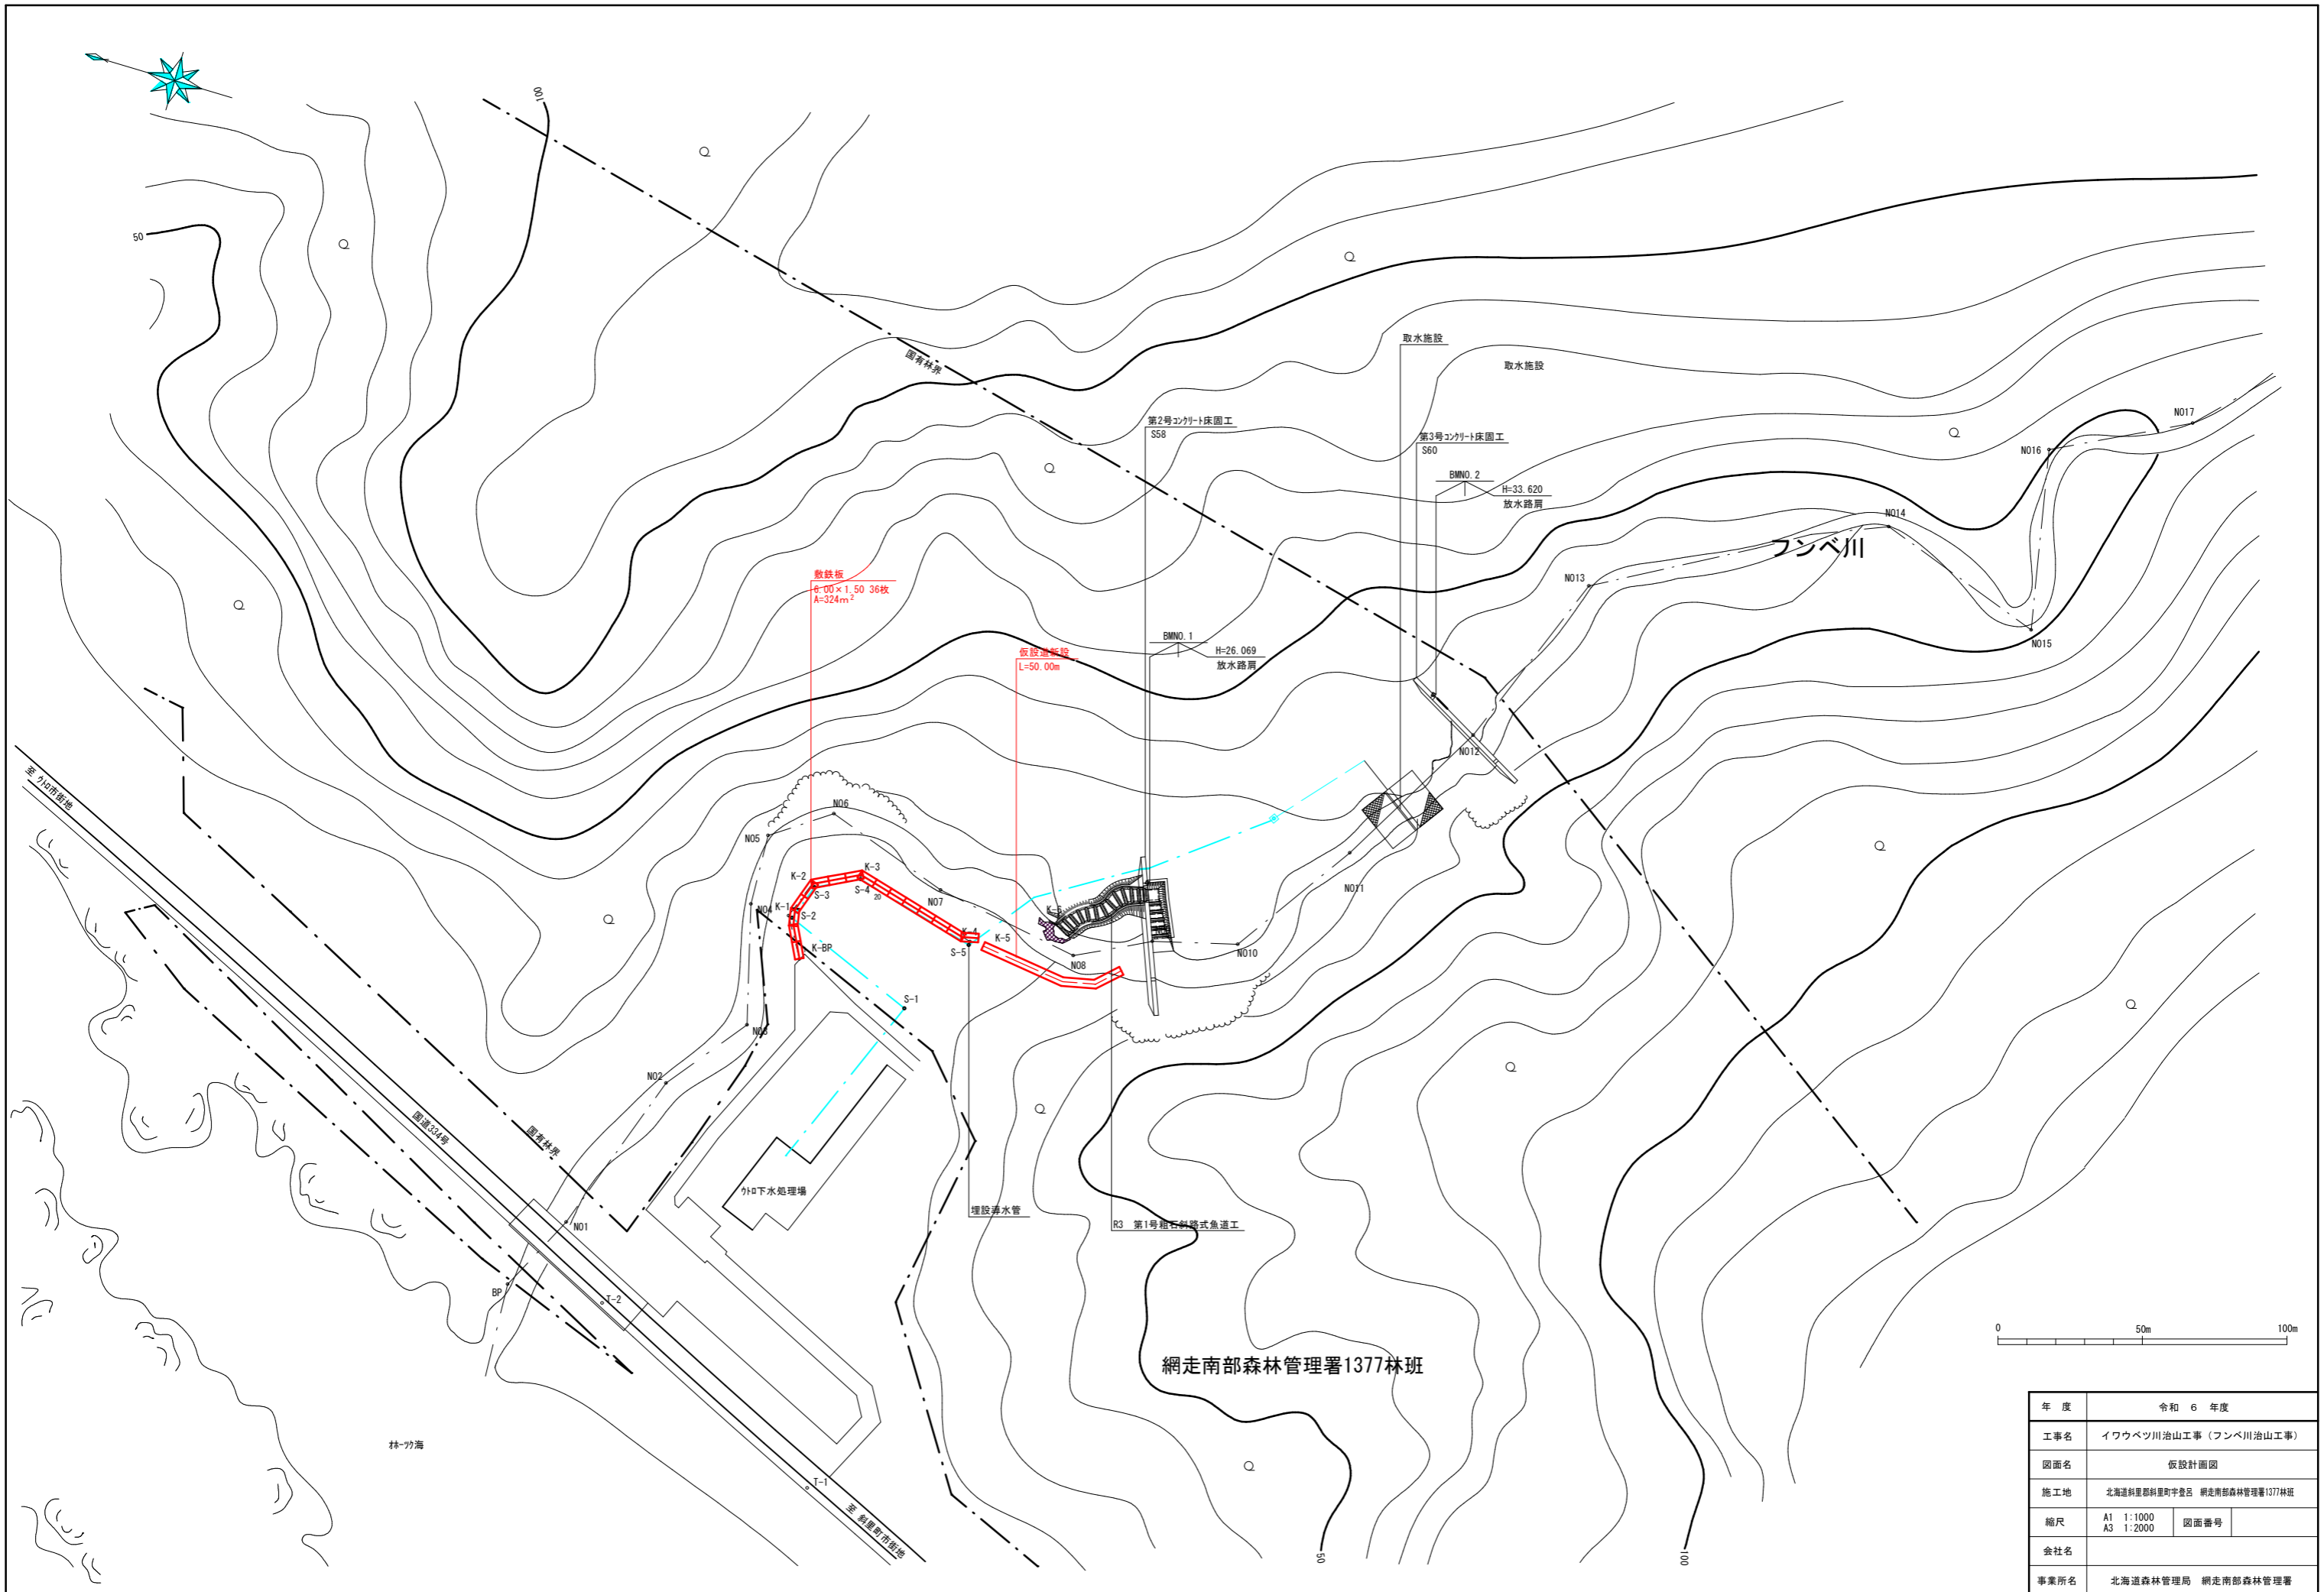 100
50
国有林界
取水施設
取水施設
第2号ｺﾝｸﾘｰﾄ床固工
S58
第3号ｺﾝｸﾘｰﾄ床固工
S60
BMNO.2
H=33.620
放水路肩
NO17
NO16
NO14
フンベ川
NO13
NO15
敷鉄板
6.00×1.50 36枚
A=324m²
BMNO.1
H=26.069
放水路肩
仮設道新設
L=50.00m
NO12
至 ｳﾄﾛ市街地
NO6
NO5
K-3
K-2
S-3
S-4
20
NO7
NO11
NO4
K-1
S-2
K-6
K-4
K-5
K-BP
S-5
NO10
NO8
S-1
NO3
NO2
国道334号
国有林界
ｳﾄﾛ下水処理場
埋設導水管
R3 第1号粗石斜路式魚道工
NO1
BP
T-2
0
50m
100m
網走南部森林管理署1377林班
ｵﾎｰﾂｸ海
T-1
至 斜里町市街地
50
100
年 度 令和 6 年度
工事名 イワウベツ川治山工事（フンベ川治山工事）
図面名 仮設計画図
施工地 北海道斜里郡斜里町字登呂 網走南部森林管理署1377林班
縮尺 A1 1:1000 図面番号
A3 1:2000
会社名
事業所名 北海道森林管理局 網走南部森林管理署